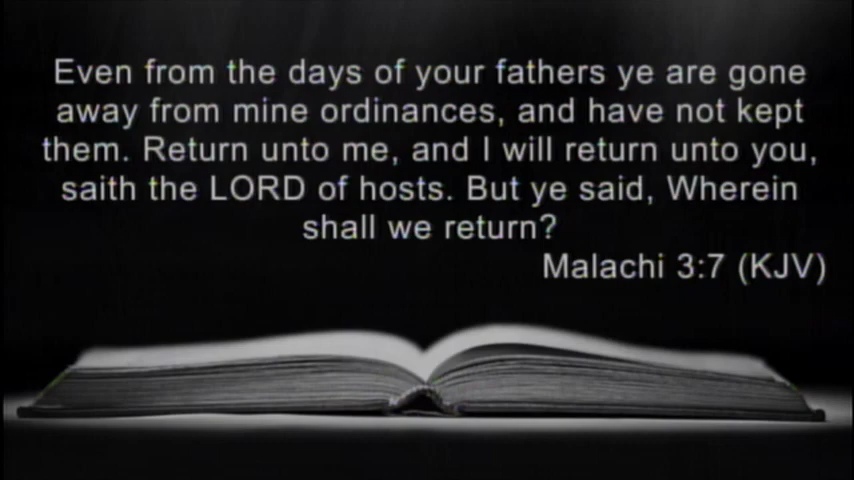 Even from the days of your fathers ye are gone
away from mine ordinances, and have not kept
them. Return unto me, and I will return unto you,
saith the LORD of hosts. But ye said, Wherein
shall we return?
Malachi 3:7 (KJV)